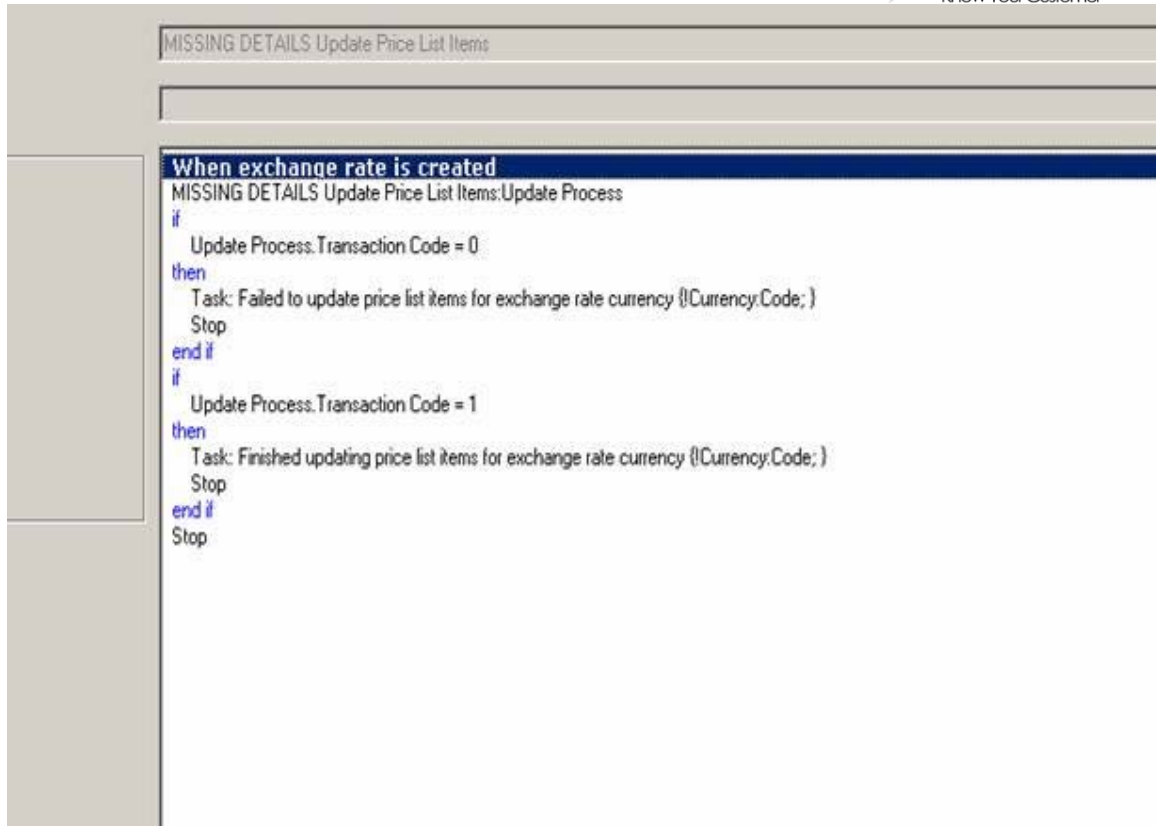 Know Your Customer
MISSING DETAILS Update Price List Items
When exchange rate is created
MISSING DETAILS Update Price List Items:Update Process
if
Update Process.Transaction Code = 0
then
Task: Failed to update price list items for exchange rate currency {!Currency:Code; }
Stop
end if
if
Update Process.Transaction Code = 1
then
Task: Finished updating price list items for exchange rate currency {!Currency:Code; }
Stop
end if
Stop